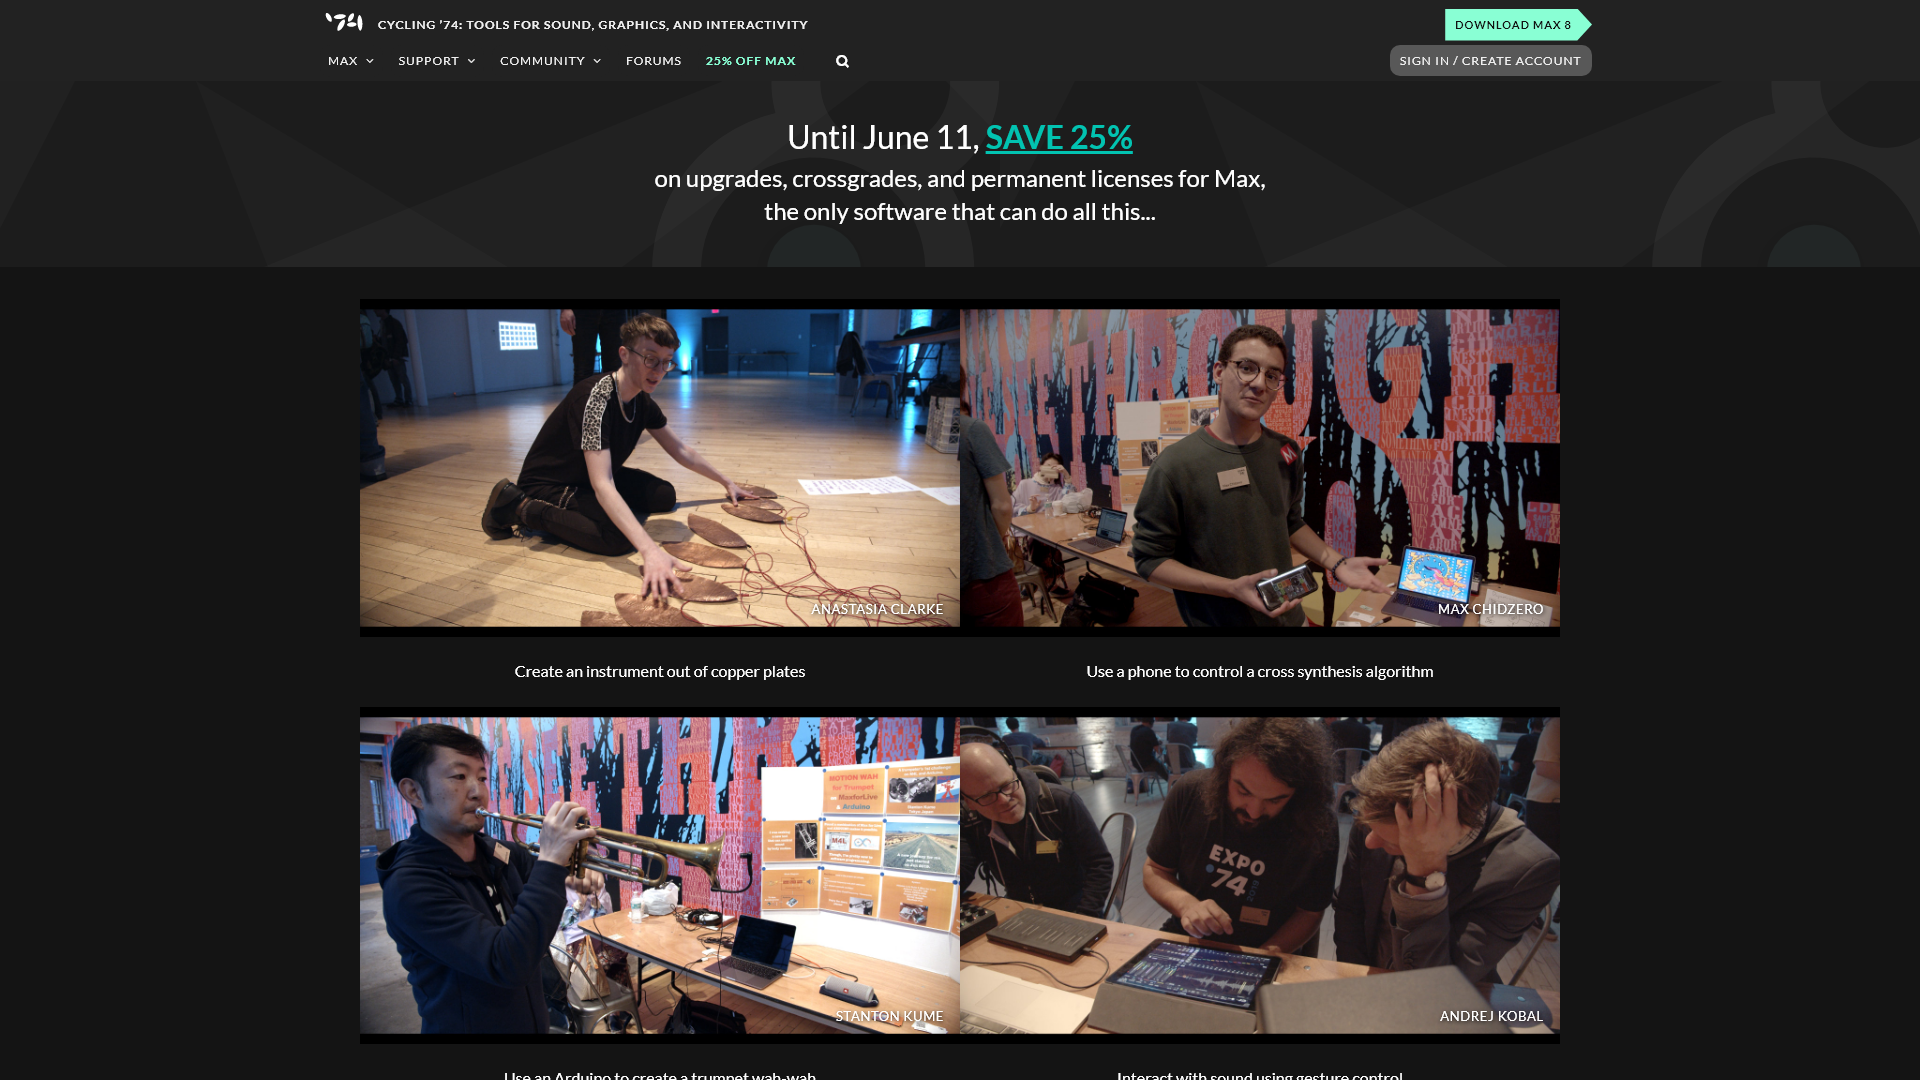 '74
CYCLING '74: TOOLS FOR SOUND, GRAPHICS, AND INTERACTIVITY
DOWNLOAD MAX 8
MAX
SUPPORT
COMMUNITY
FORUMS
25% OFF MAX
SIGN IN / CREATE ACCOUNT
Until June 11, SAVE 25%
on upgrades, crossgrades, and permanent licenses for Max,
the only software that can do all this...
ANASTASIA CLARKE
MAX CHIDZERO
Create an instrument out of copper plates
Use a phone to control a cross synthesis algorithm
MOTION WAH
for Trumpet
MaxforLive
& Arduino
M4L
STANTON KUME
EXPO
'74
ANDREJ KOBAL
Use an Arduino to create a trumpet wah-wah
Interact with sound using gesture control